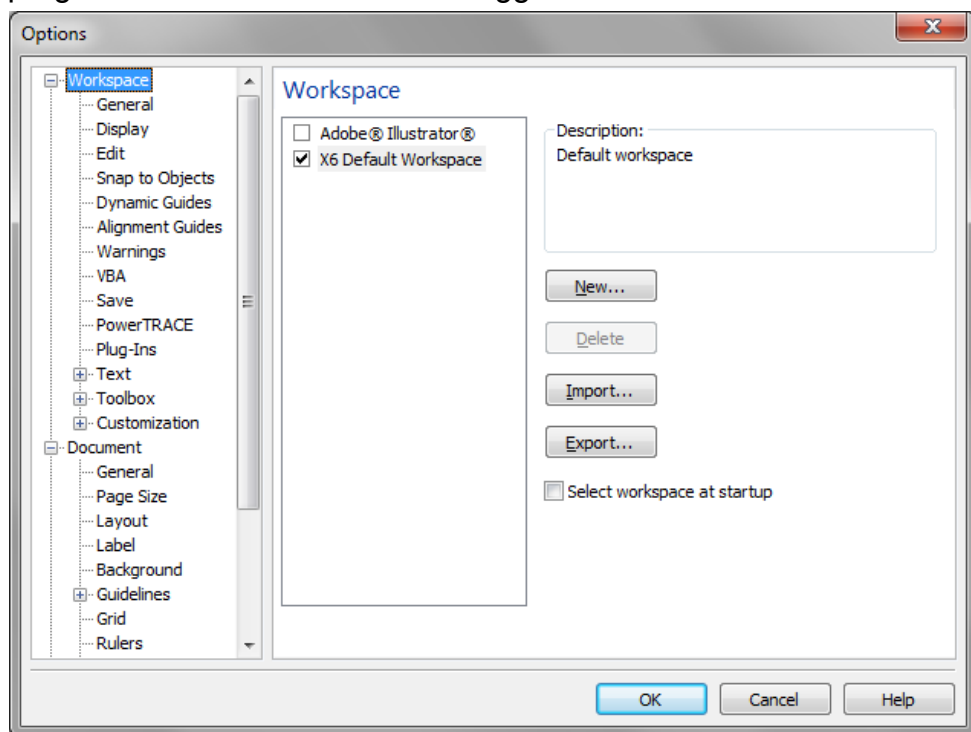 Options
Workspace
General
Display
Edit
Snap to Objects
Dynamic Guides
Alignment Guides
Warnings
VBA
Save
PowerTRACE
Plug-Ins
Text
Toolbox
Customization
Document
General
Page Size
Layout
Label
Background
Guidelines
Grid
Rulers
Workspace
Adobe® Illustrator®
X6 Default Workspace
Description:
Default workspace
New...
Delete
Import...
Export...
Select workspace at startup
OK
Cancel
Help